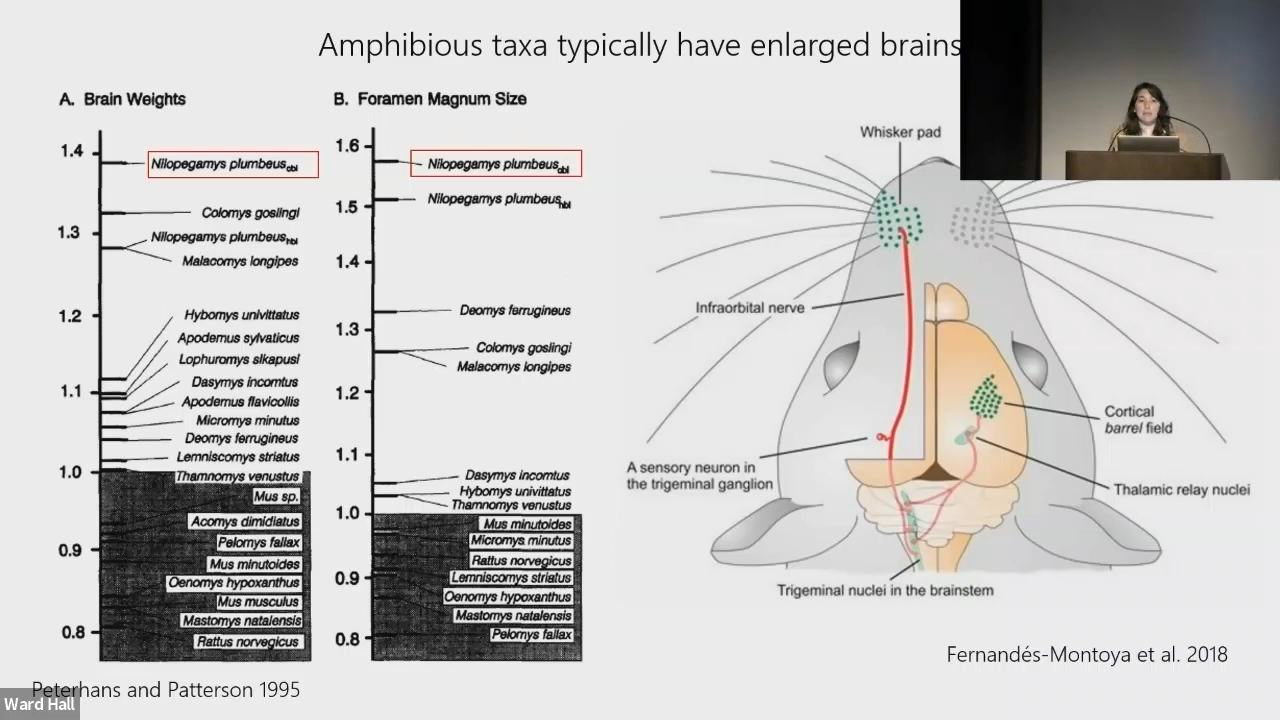 Amphibious taxa typically have enlarged brains
A. Brain Weights
1.4
1.3
1.2
1.1
1.0
0.9
0.8
Nilopegamys plumbeus obl
Colomys goslingi
Nilopegamys plumbeus hbl
Malacomys longipes
Hybomys univittatus
Apodemus sylvaticus
Lophuromys sikapusi
Dasymys incomtus
Apodemus flavicollis
Micromys minutus
Deomys ferrugineus
Lemniscomys striatus
Thamnomys venustus
Mus sp.
Acomys dimidiatus
Pelomys fallax
Mus minutoides
Oenomys hypoxanthus
Mus musculus
Mastomys natalensis
Rattus norvegicus
B. Foramen Magnum Size
1.6
1.5
1.4
1.3
1.2
1.1
1.0
0.9
0.8
Nilopegamys plumbeus obl
Nilopegamys plumbeus hbl
Deomys ferrugineus
Colomys goslingi
Malacomys longipes
Dasymys incomtus
Hybomys univittatus
Thamnomys venustus
Mus minutoides
Micromys minutus
Rattus norvegicus
Lemniscomys striatus
Oenomys hypoxanthus
Mastomys natalensis
Pelomys fallax
Whisker pad
Infraorbital nerve
A sensory neuron in
the trigeminal ganglion
Cortical
barrel field
Thalamic relay nuclei
Trigeminal nuclei in the brainstem
Fernandés-Montoya et al. 2018
Peterhans and Patterson 1995
Ward Hall